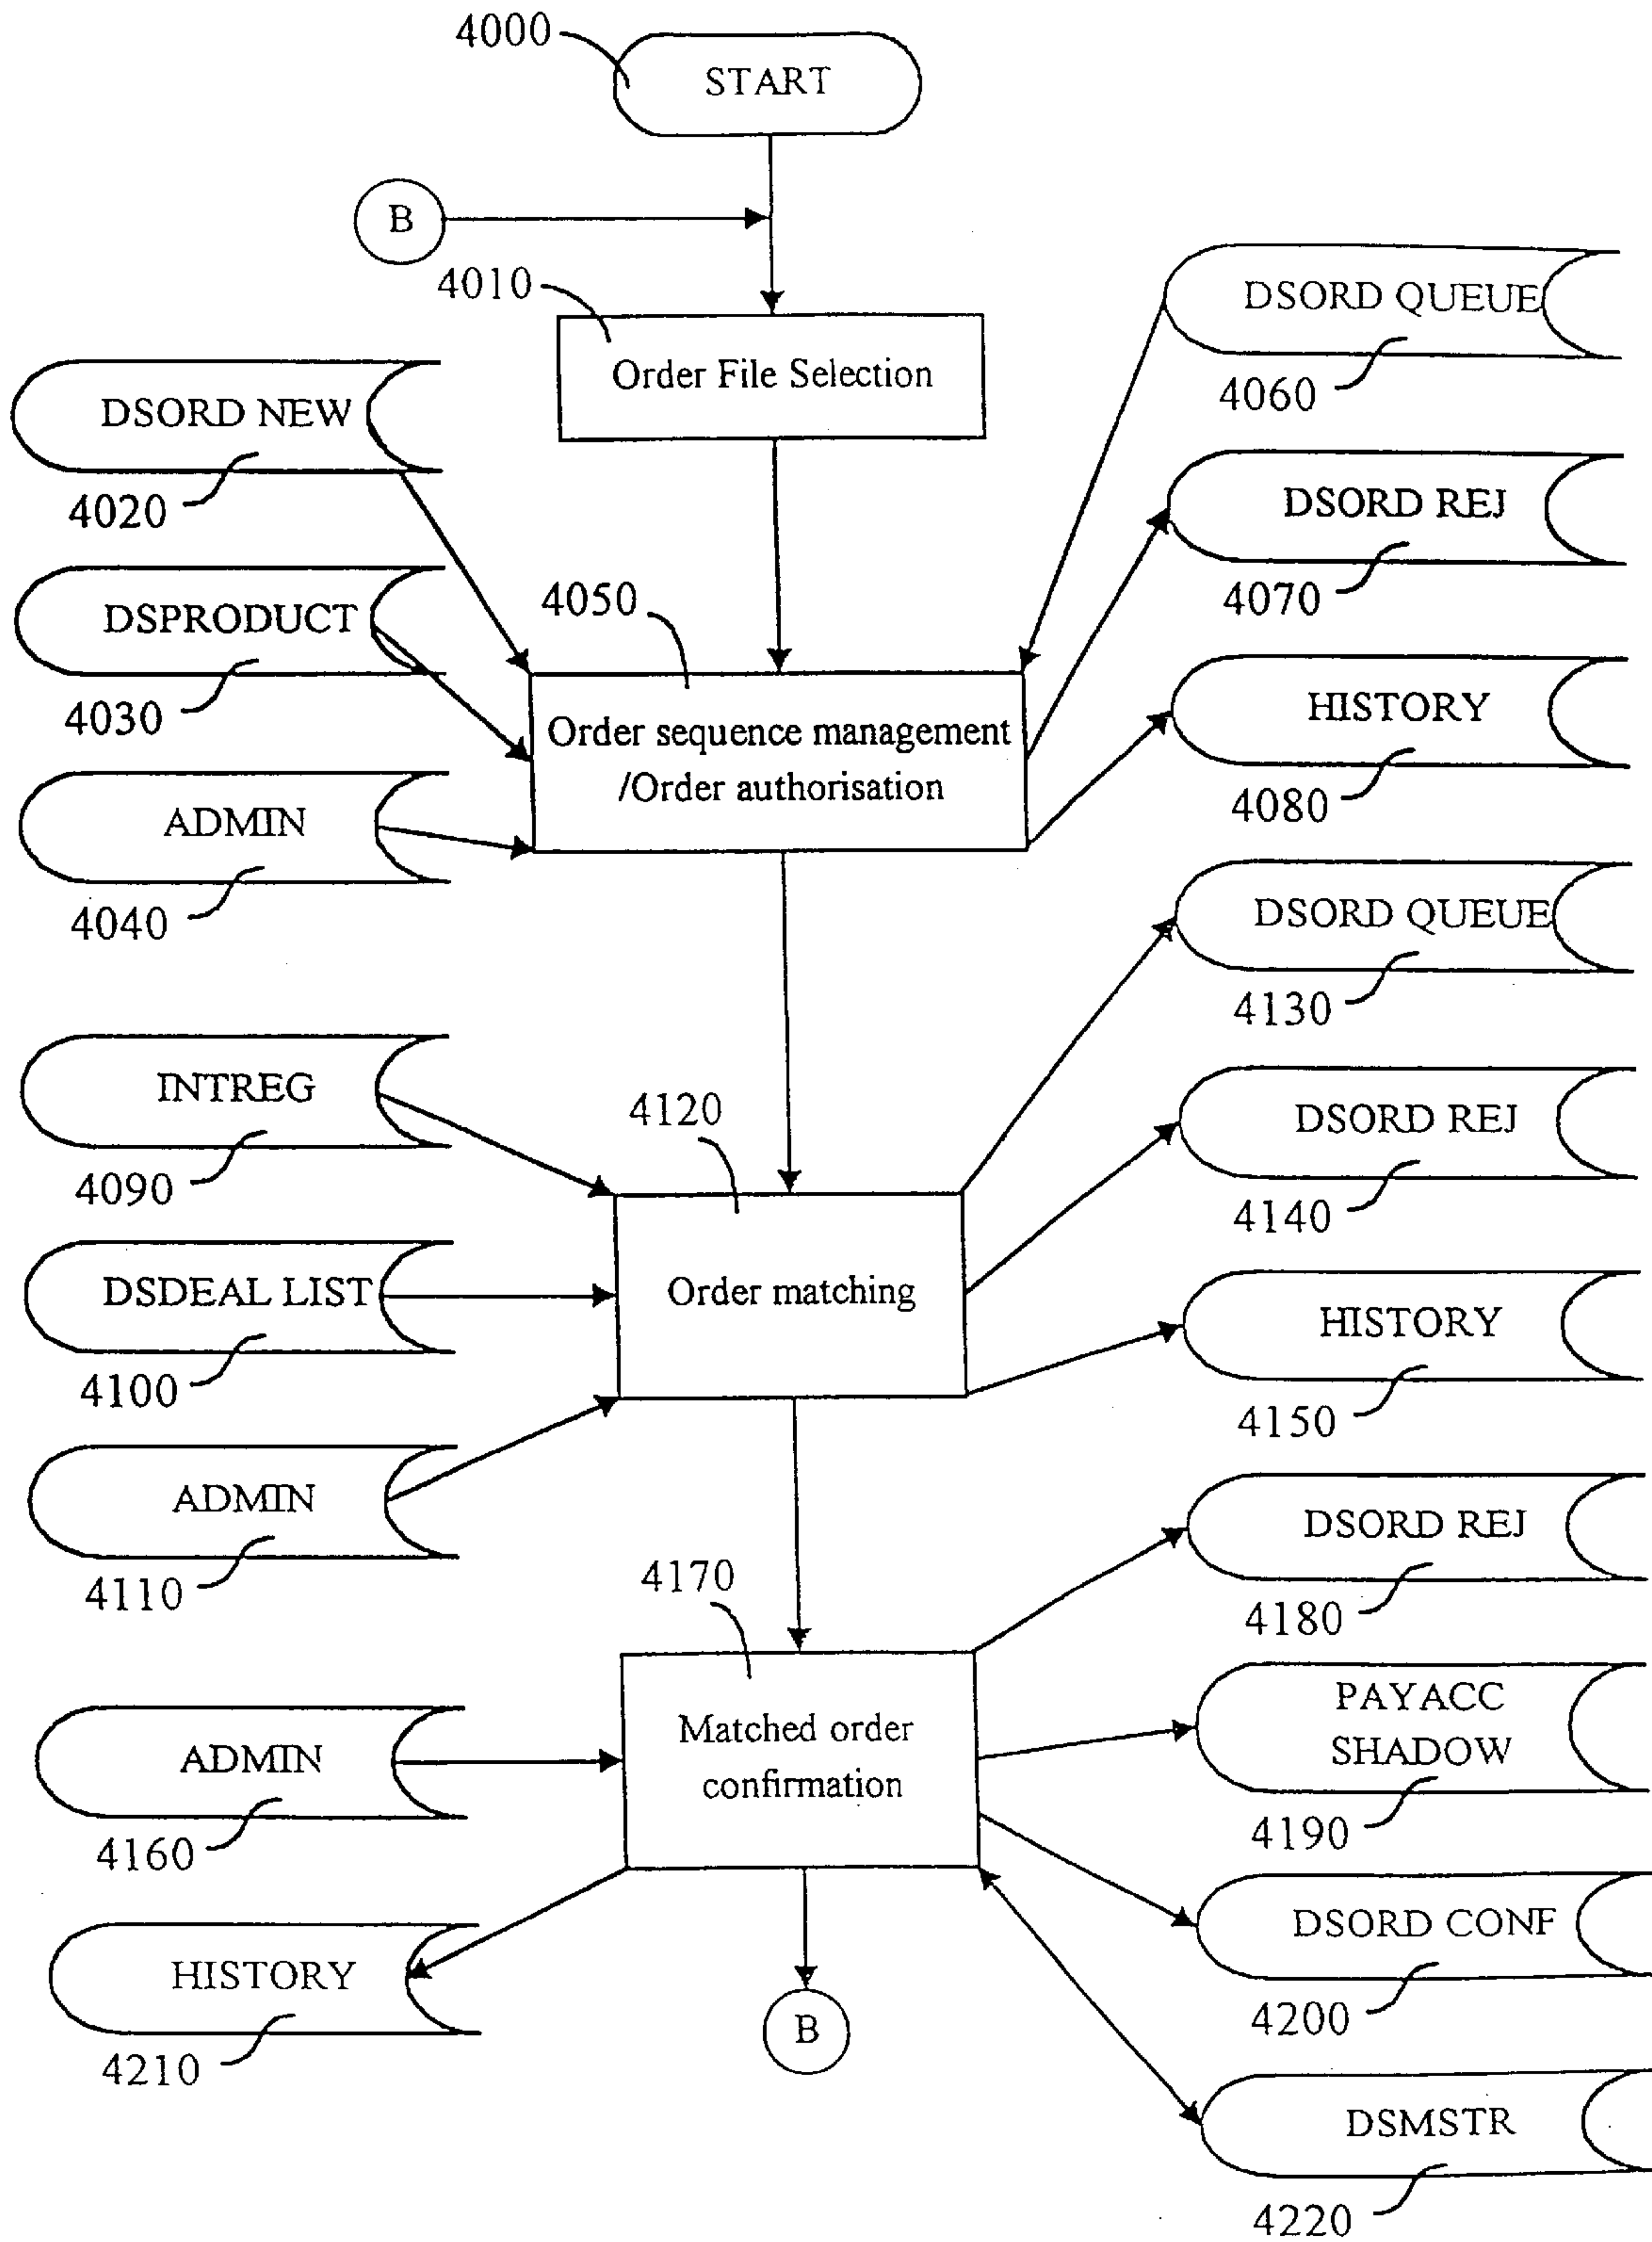 4000
START
B
4010
Order File Selection
DSORD QUEUE
4060
DSORD NEW
4020
DSORD REJ
4070
DSPRODUCT
4030
4050
Order sequence management
/Order authorisation
HISTORY
4080
ADMIN
4040
DSORD QUEUE
4130
INTREG
4090
4120
DSORD REJ
4140
DSDEAL LIST
4100
Order matching
HISTORY
4150
ADMIN
4110
DSORD REJ
4180
4170
Matched order
confirmation
PAYACC
SHADOW
4190
ADMIN
4160
DSORD CONF
4200
HISTORY
4210
B
DSMSTR
4220